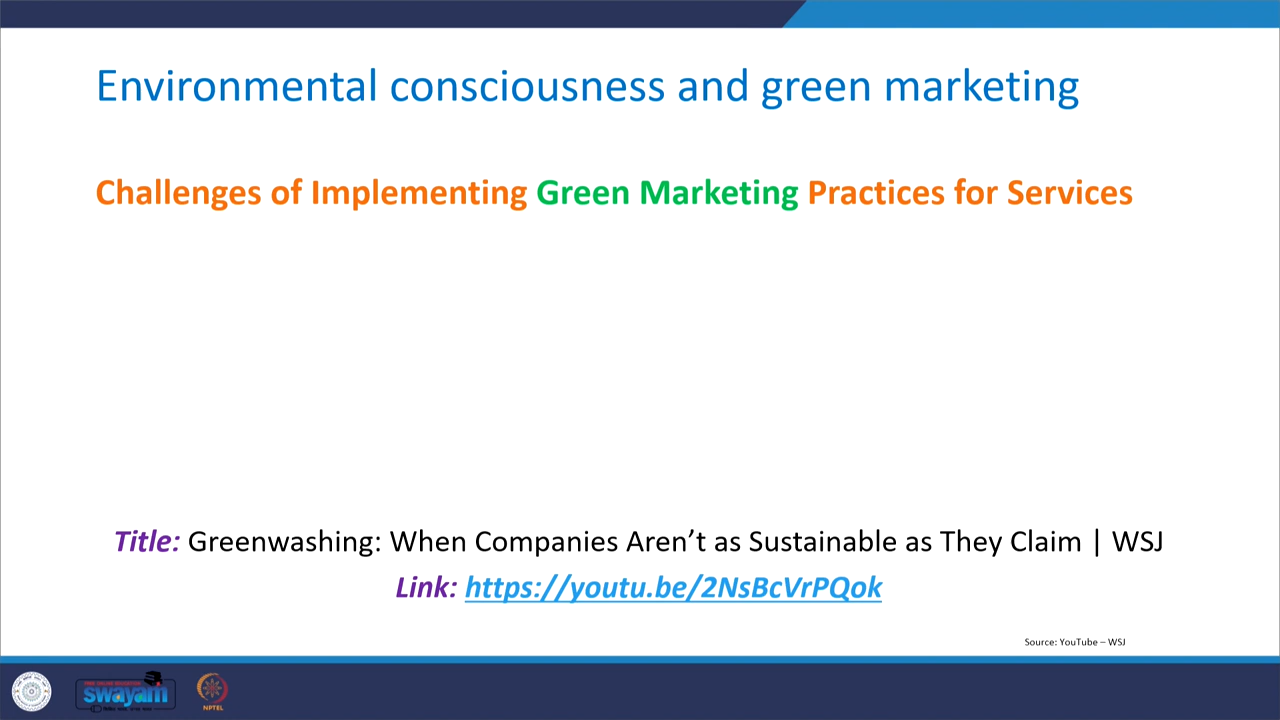 Environmental consciousness and green marketing
Challenges of Implementing Green Marketing Practices for Services
Title: Greenwashing: When Companies Aren’t as Sustainable as They Claim | WSJ
Link: https://youtu.be/2NsBcVrPQok
Source: YouTube – WSJ
swayam
NPTEL